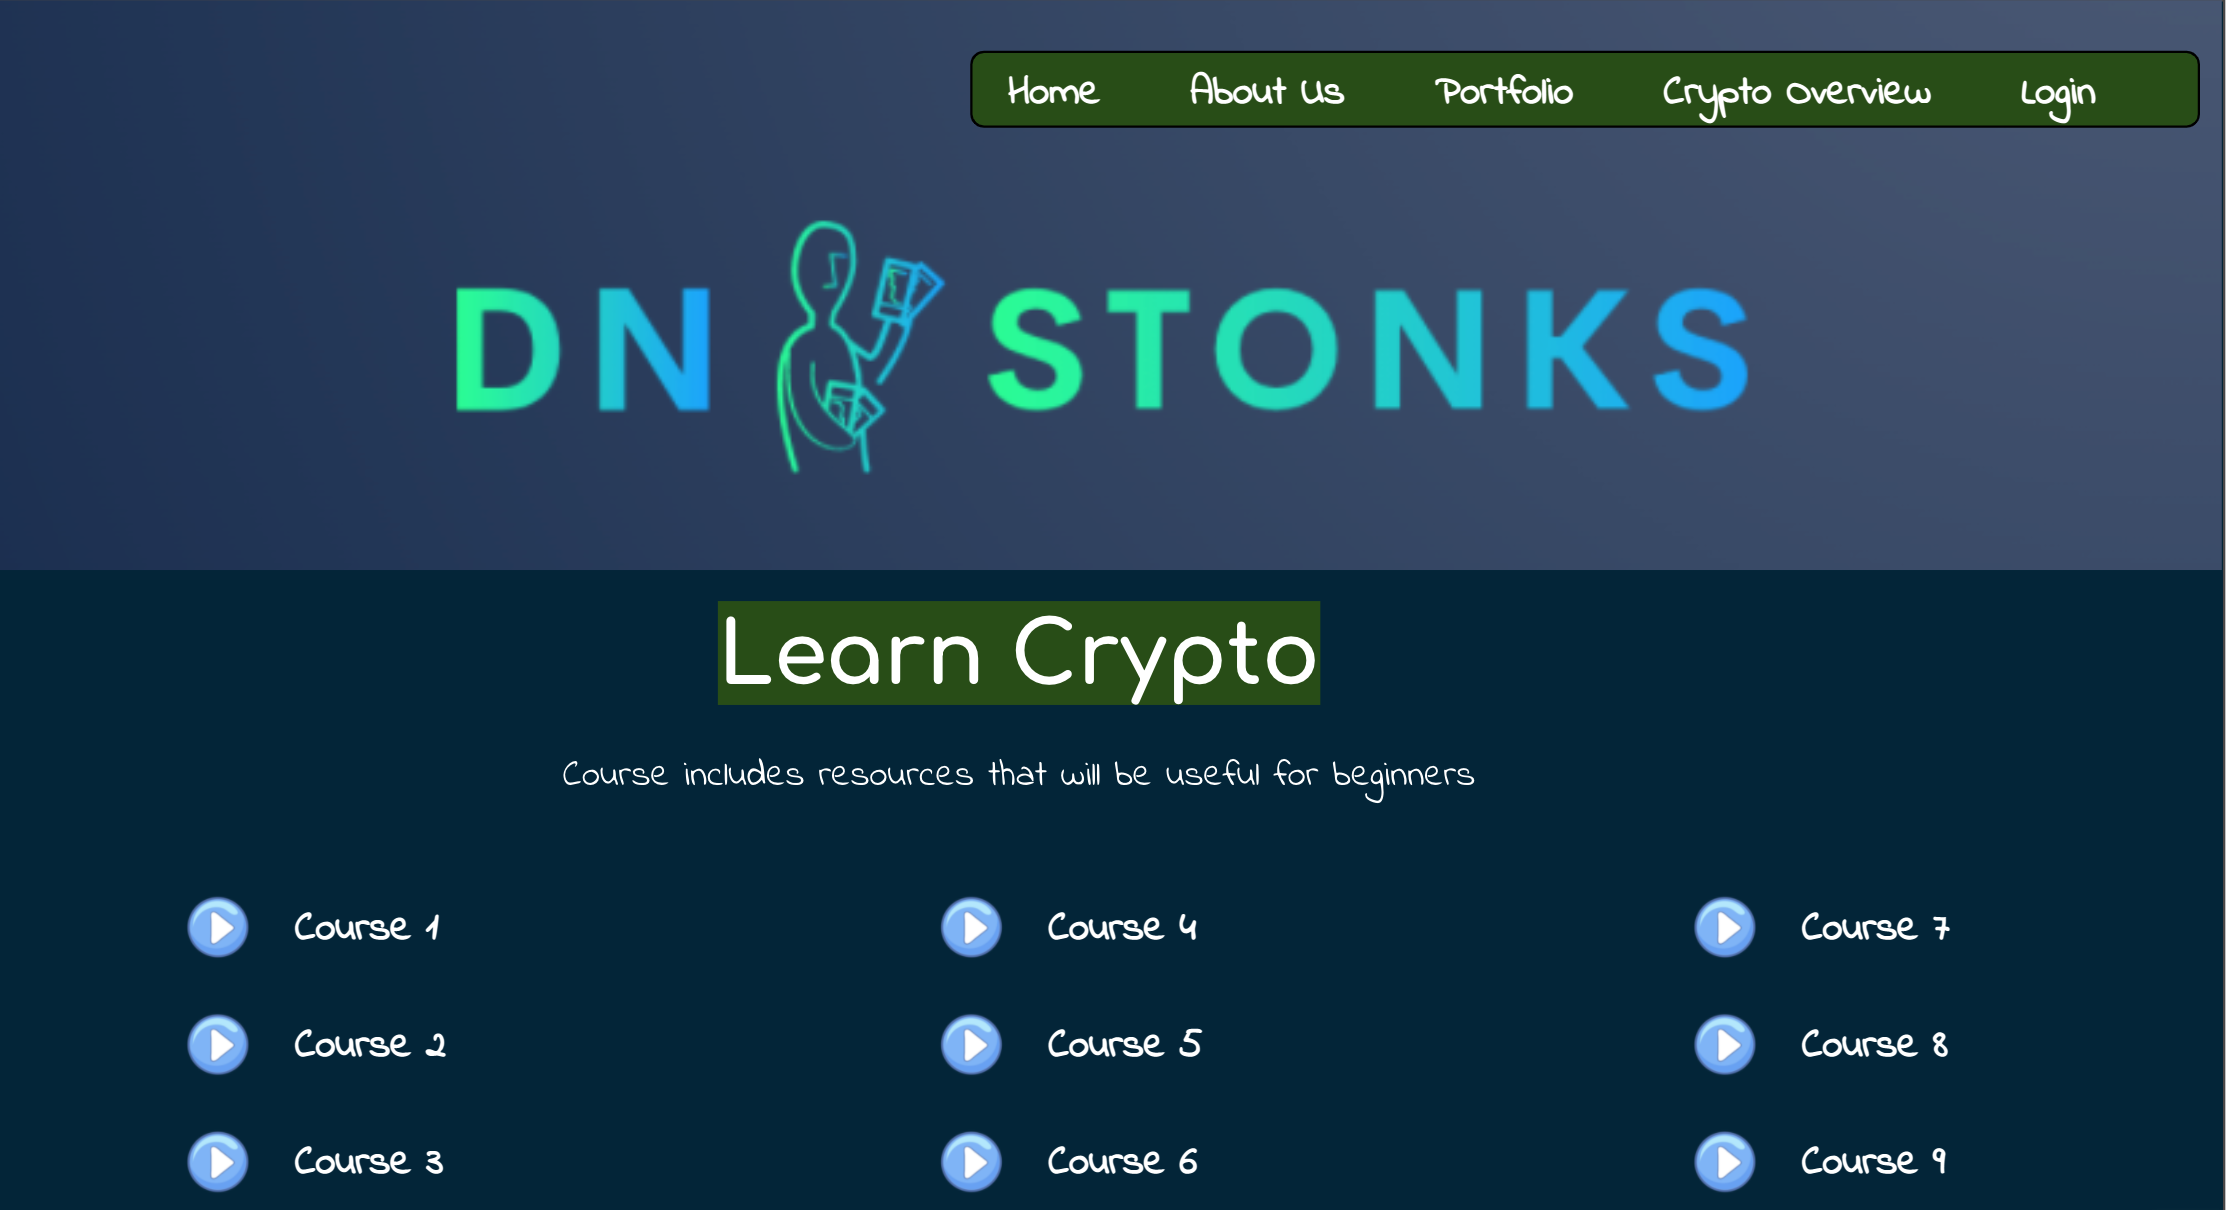 Home About Us Portfolio Crypto Overview Login
DN STONKS
Learn Crypto
Course includes resources that will be useful for beginners
Course 1 Course 4 Course 7
Course 2 Course 5 Course 8
Course 3 Course 6 Course 9